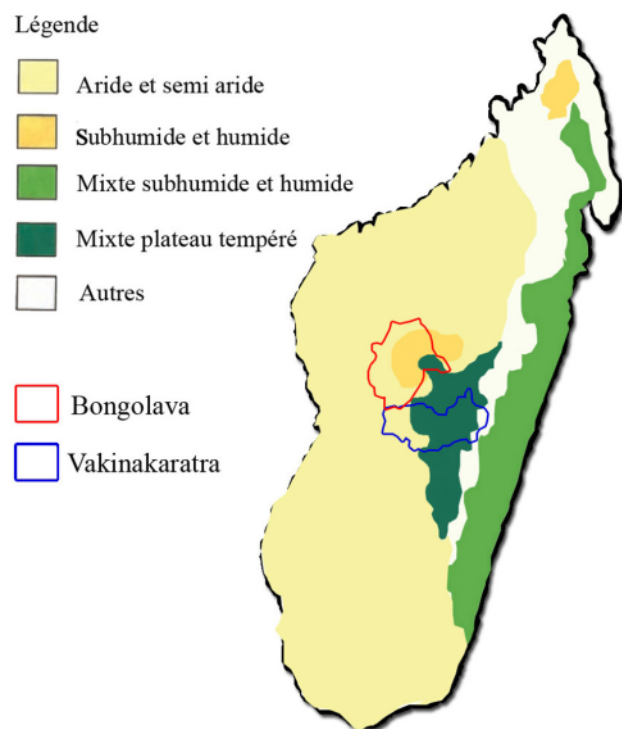 Légende
Aride et semi aride
Subhumide et humide
Mixte subhumide et humide
Mixte plateau tempéré
Autres
Bongolava
Vakinakaratra